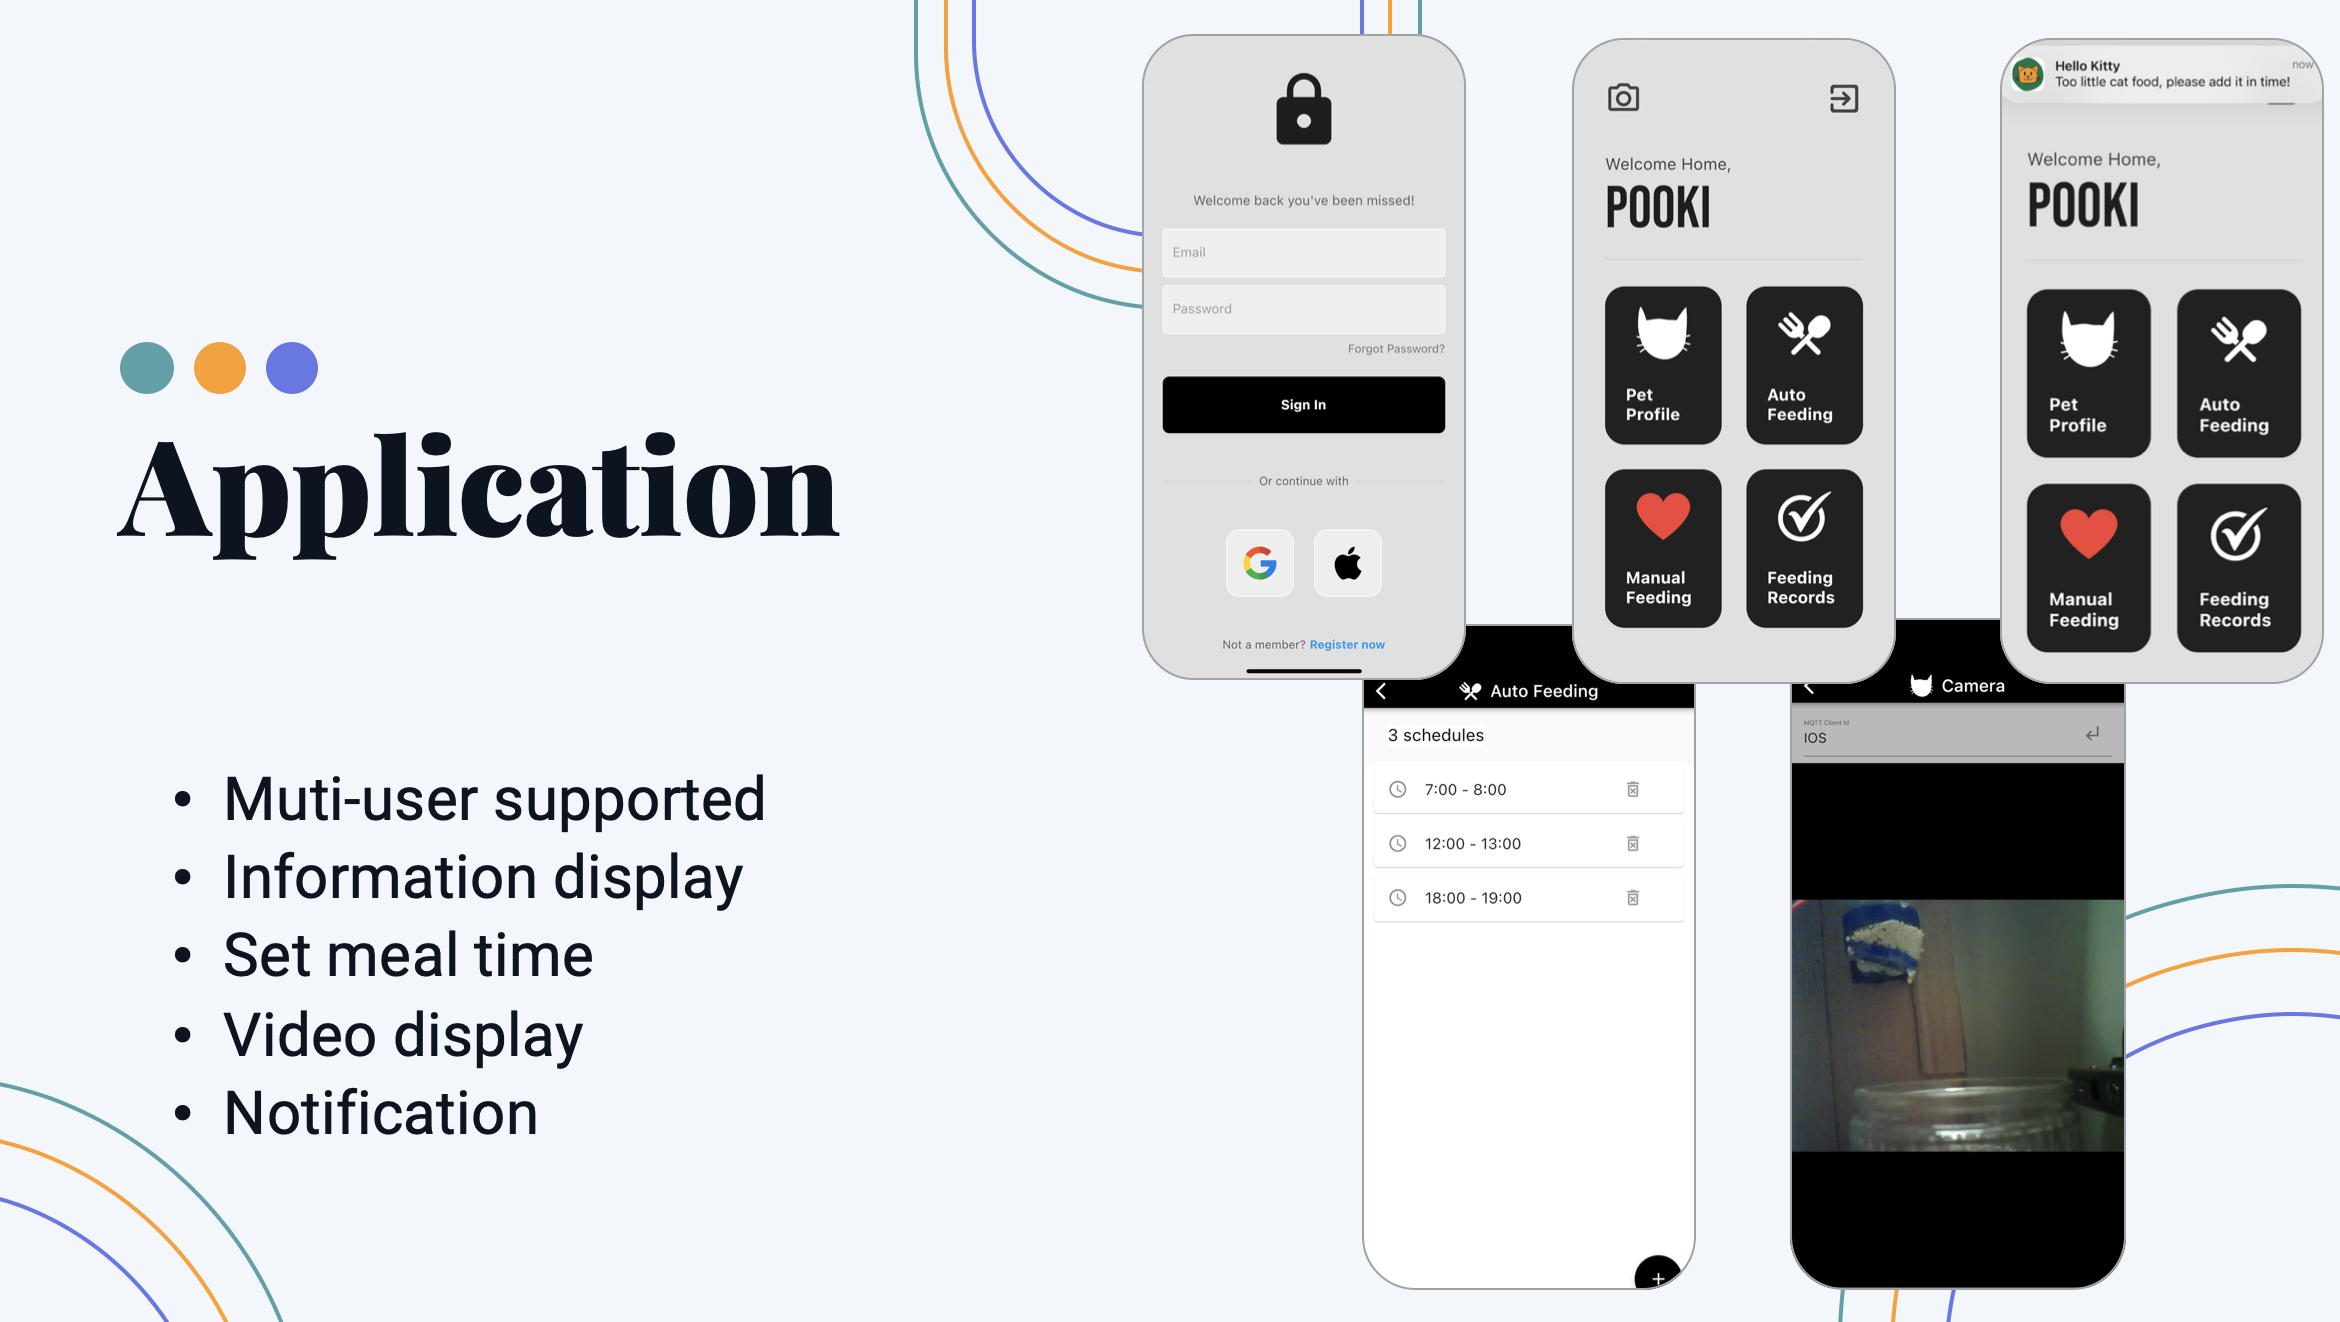 Application
• Muti-user supported
• Information display
• Set meal time
• Video display
• Notification
Welcome back you've been missed!
Email
Password
Forgot Password?
Sign In
Or continue with
Not a member? Register now
Welcome Home,
POOKI
Pet
Profile
Auto
Feeding
Manual
Feeding
Feeding
Records
Hello Kitty
now
Too little cat food, please add it in time!
Welcome Home,
POOKI
Pet
Profile
Auto
Feeding
Manual
Feeding
Feeding
Records
Auto Feeding
3 schedules
7:00 - 8:00
12:00 - 13:00
18:00 - 19:00
Camera
MQTT Client Id
IOS